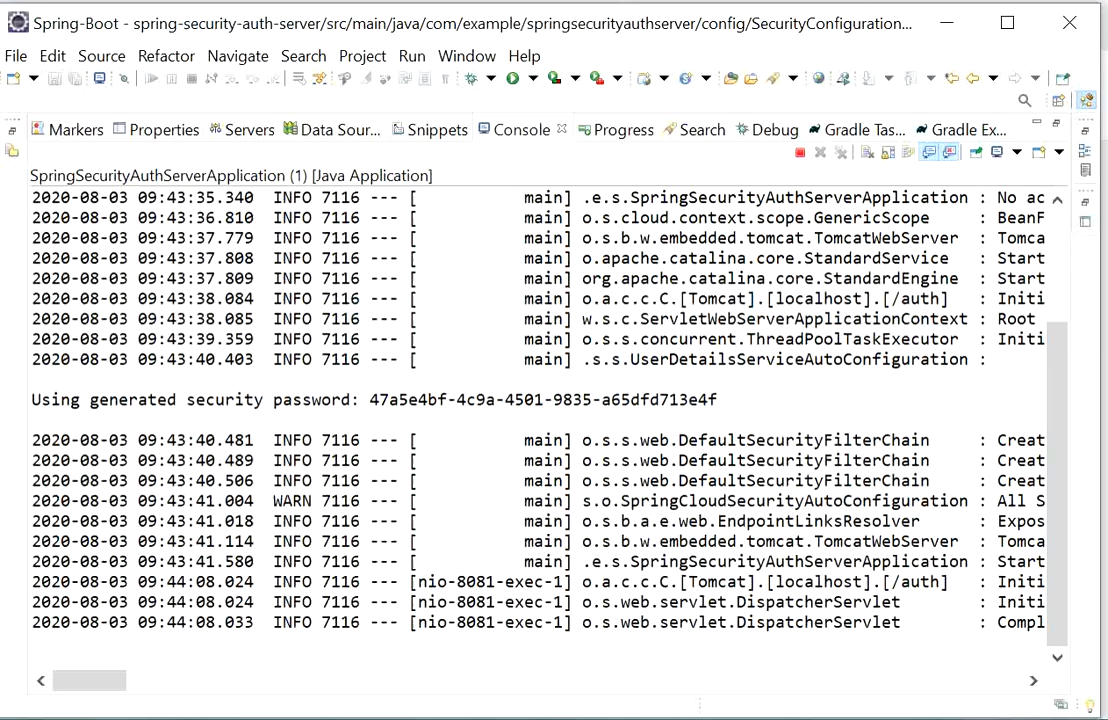 Spring-Boot - spring-security-auth-server/src/main/java/com/example/springsecurityauthserver/config/SecurityConfiguration...
File Edit Source Refactor Navigate Search Project Run Window Help
Markers Properties Servers Data Sour... Snippets Console Progress Search Debug Gradle Tas... Gradle Ex...
SpringSecurityAuthServerApplication (1) [Java Application]
2020-08-03 09:43:35.340 INFO 7116 --- [ main] .e.s.SpringSecurityAuthServerApplication : No ac
2020-08-03 09:43:36.810 INFO 7116 --- [ main] o.s.cloud.context.scope.GenericScope : BeanF
2020-08-03 09:43:37.779 INFO 7116 --- [ main] o.s.b.w.embedded.tomcat.TomcatWebServer : Tomca
2020-08-03 09:43:37.808 INFO 7116 --- [ main] o.apache.catalina.core.StandardService : Start
2020-08-03 09:43:37.809 INFO 7116 --- [ main] org.apache.catalina.core.StandardEngine : Start
2020-08-03 09:43:38.084 INFO 7116 --- [ main] o.a.c.c.C.[Tomcat].[localhost].[/auth] : Initi
2020-08-03 09:43:38.085 INFO 7116 --- [ main] w.s.c.ServletWebServerApplicationContext : Root
2020-08-03 09:43:39.359 INFO 7116 --- [ main] o.s.s.concurrent.ThreadPoolTaskExecutor : Initi
2020-08-03 09:43:40.403 INFO 7116 --- [ main] .s.s.UserDetailsServiceAutoConfiguration :
Using generated security password: 47a5e4bf-4c9a-4501-9835-a65dfd713e4f
2020-08-03 09:43:40.481 INFO 7116 --- [ main] o.s.s.web.DefaultSecurityFilterChain : Creat
2020-08-03 09:43:40.489 INFO 7116 --- [ main] o.s.s.web.DefaultSecurityFilterChain : Creat
2020-08-03 09:43:40.506 INFO 7116 --- [ main] o.s.s.web.DefaultSecurityFilterChain : Creat
2020-08-03 09:43:41.004 WARN 7116 --- [ main] s.o.SpringCloudSecurityAutoConfiguration : All S
2020-08-03 09:43:41.018 INFO 7116 --- [ main] o.s.b.a.e.web.EndpointLinksResolver : Expos
2020-08-03 09:43:41.114 INFO 7116 --- [ main] o.s.b.w.embedded.tomcat.TomcatWebServer : Tomca
2020-08-03 09:43:41.580 INFO 7116 --- [ main] .e.s.SpringSecurityAuthServerApplication : Start
2020-08-03 09:44:08.024 INFO 7116 --- [nio-8081-exec-1] o.a.c.c.C.[Tomcat].[localhost].[/auth] : Initi
2020-08-03 09:44:08.024 INFO 7116 --- [nio-8081-exec-1] o.s.web.servlet.DispatcherServlet : Initi
2020-08-03 09:44:08.033 INFO 7116 --- [nio-8081-exec-1] o.s.web.servlet.DispatcherServlet : Compl